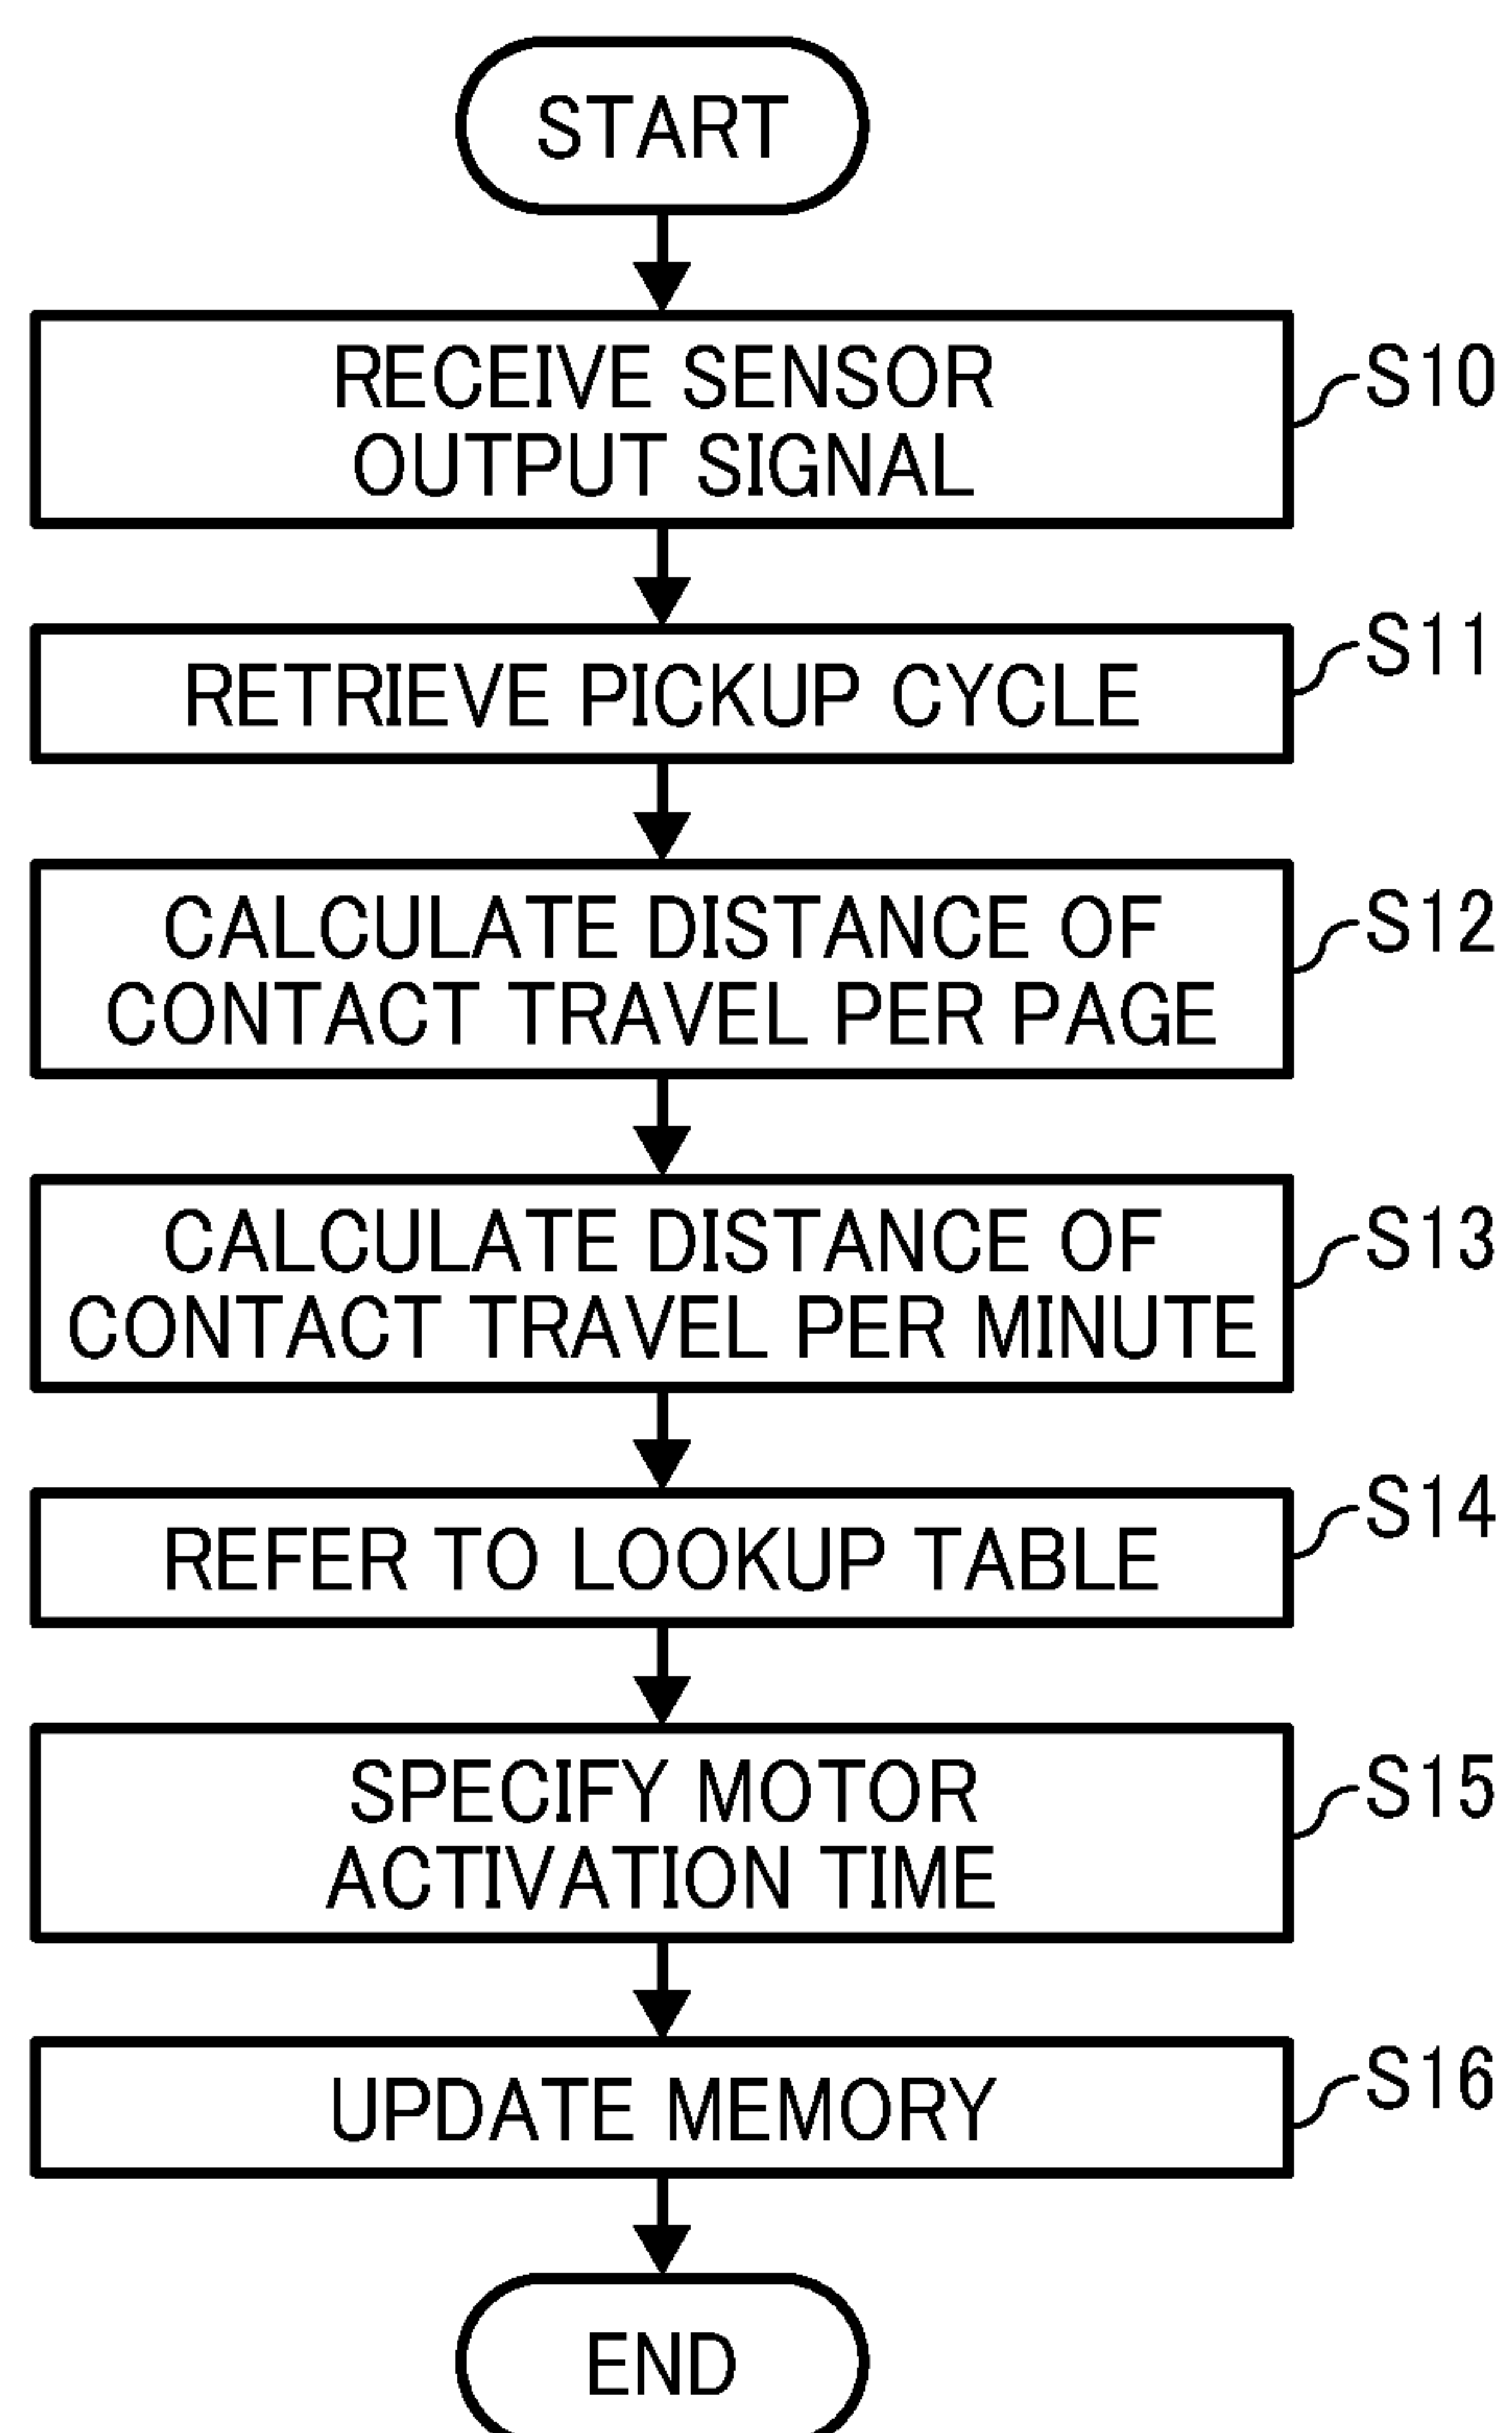 START
RECEIVE SENSOR
OUTPUT SIGNAL
S10
RETRIEVE PICKUP CYCLE
S11
CALCULATE DISTANCE OF
CONTACT TRAVEL PER PAGE
S12
CALCULATE DISTANCE OF
CONTACT TRAVEL PER MINUTE
S13
REFER TO LOOKUP TABLE
S14
SPECIFY MOTOR
ACTIVATION TIME
S15
UPDATE MEMORY
S16
END